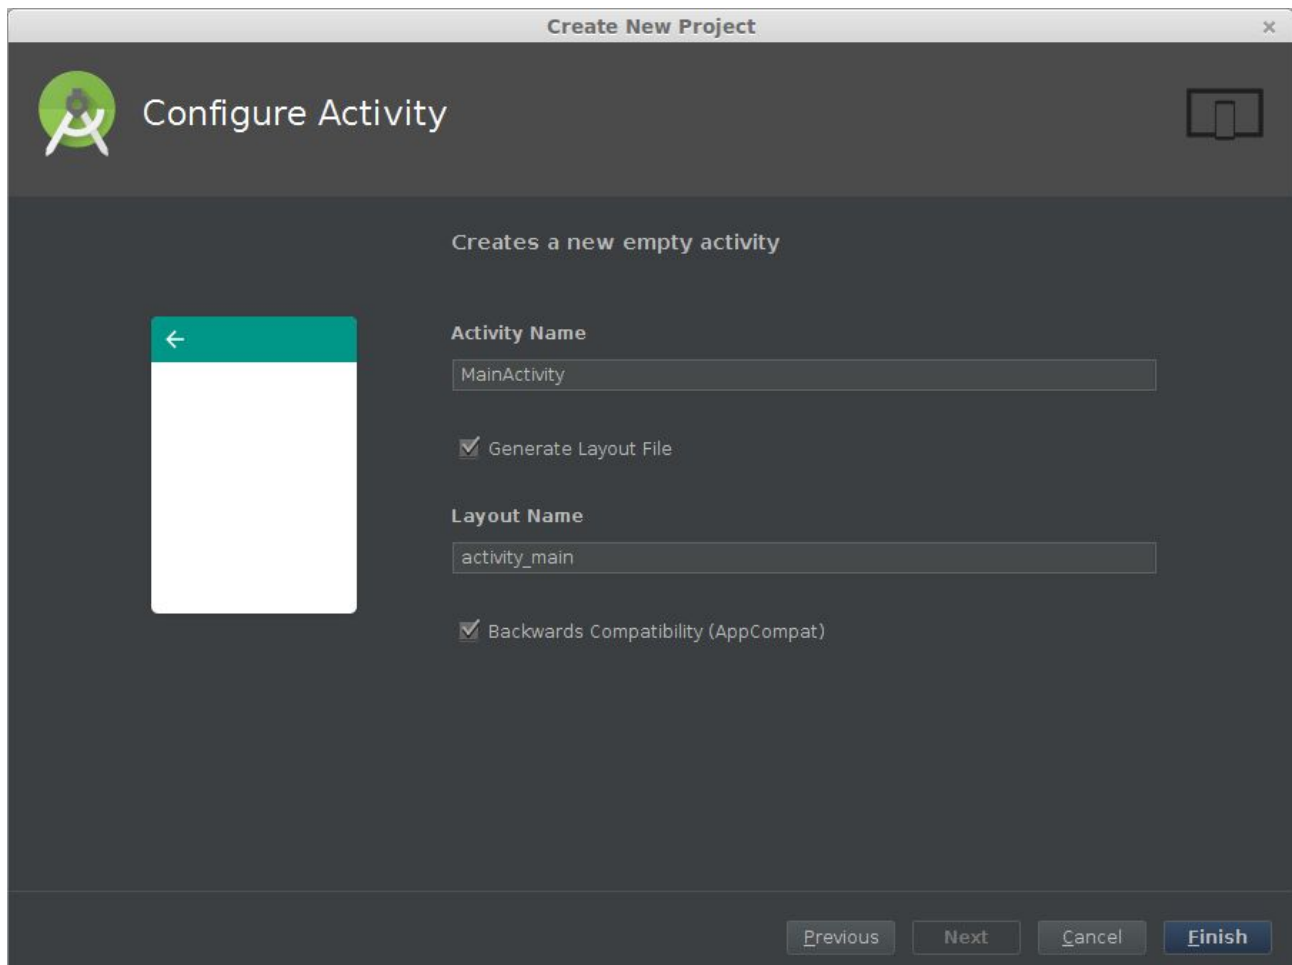 Create New Project
Configure Activity
Creates a new empty activity
Activity Name
MainActivity
Generate Layout File
Layout Name
activity_main
Backwards Compatibility (AppCompat)
Previous Next Cancel Finish